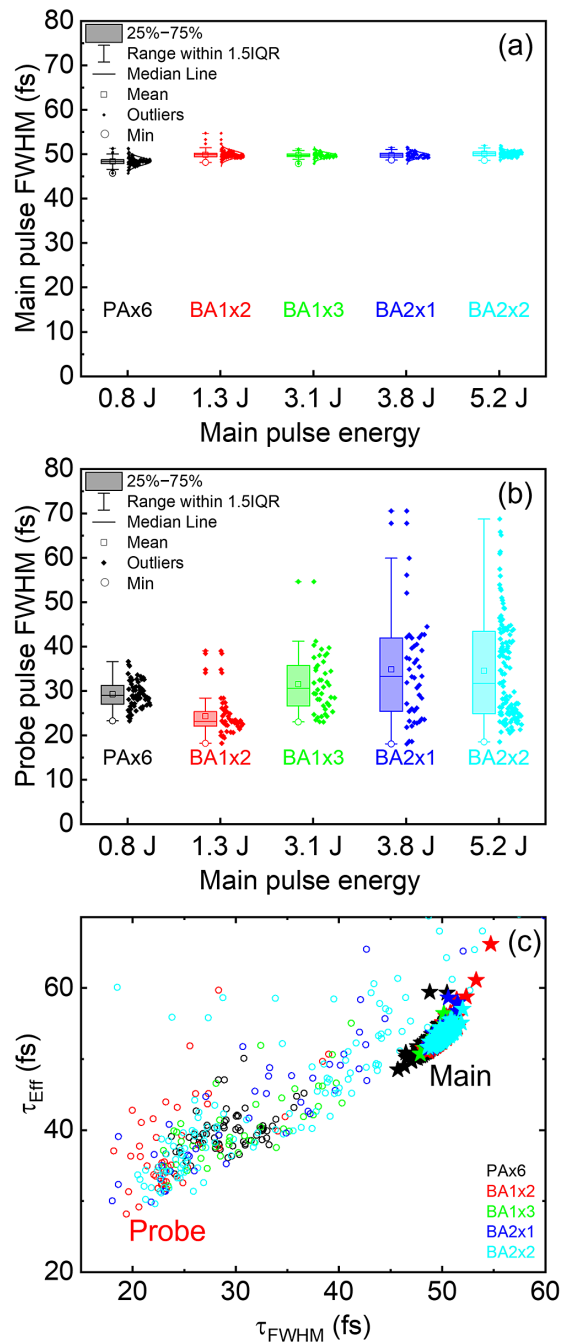 80
70
60
50
40
30
20
10
0
Main pulse FWHM (fs)
25%–75%
Range within 1.5IQR
Median Line
Mean
Outliers
Min
(a)
PAx6 BA1x2 BA1x3 BA2x1 BA2x2
0.8 J 1.3 J 3.1 J 3.8 J 5.2 J
Main pulse energy
80
70
60
50
40
30
20
10
0
Probe pulse FWHM (fs)
25%–75%
Range within 1.5IQR
Median Line
Mean
Outliers
Min
(b)
PAx6 BA1x2 BA1x3 BA2x1 BA2x2
0.8 J 1.3 J 3.1 J 3.8 J 5.2 J
Main pulse energy
60
40
20
τEff (fs)
(c)
Main
Probe
PAx6
BA1x2
BA1x3
BA2x1
BA2x2
20 30 40 50 60
τFWHM (fs)